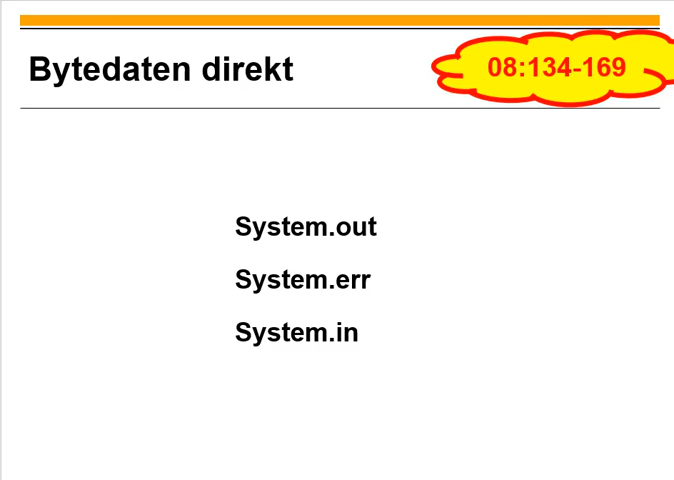 Bytedaten direkt
08:134-169
System.out
System.err
System.in